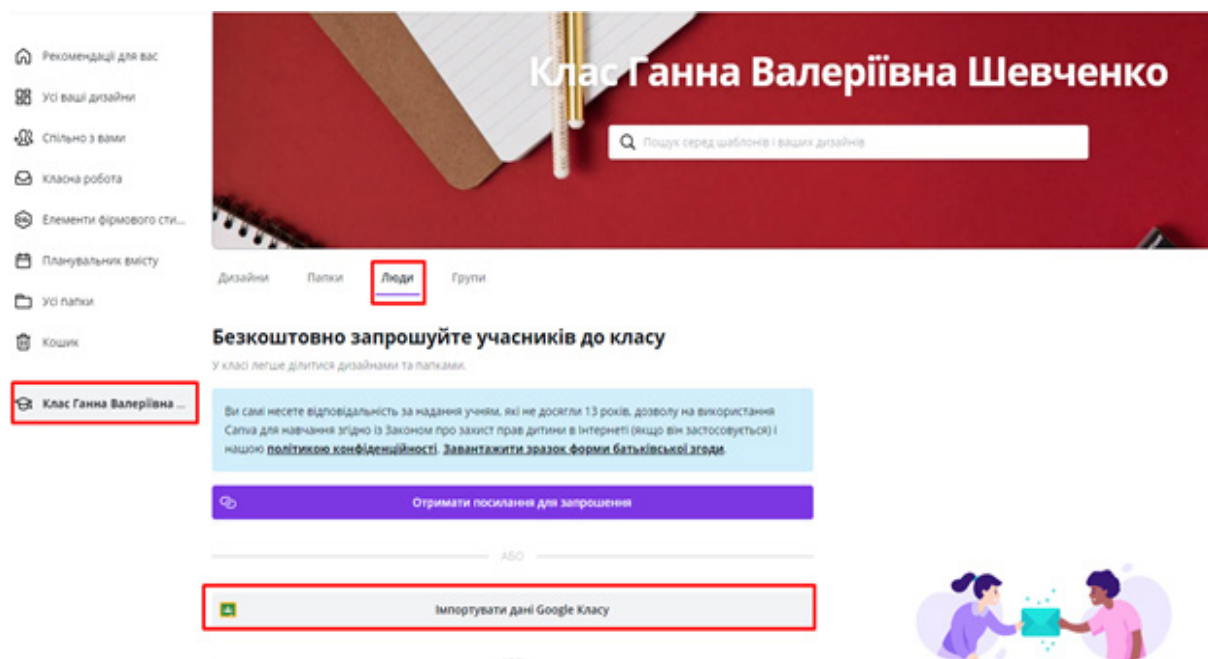 Рекомендації для вас
Усі ваші дизайни
Спільно з вами
Класна робота
Елементи фірмового сти...
Планувальник вмісту
Усі папки
Кошик
Клас Ганна Валеріївна ...
Клас Ганна Валеріївна Шевченко
Пошук серед шаблонів і ваших дизайнів
Дизайни Папки Люди Групи
Безкоштовно запрошуйте учасників до класу
У класі легше ділитися дизайнами та папками.
Ви самі несете відповідальність за надання учням, які не досягли 13 років, дозволу на використання
Canva для навчання згідно із Законом про захист прав дитини в Інтернеті (якщо він застосовується) і
нашою політикою конфіденційності. Завантажити зразок форми батьківської згоди.
Отримати посилання для запрошення
АБО
Імпортувати дані Google Класу